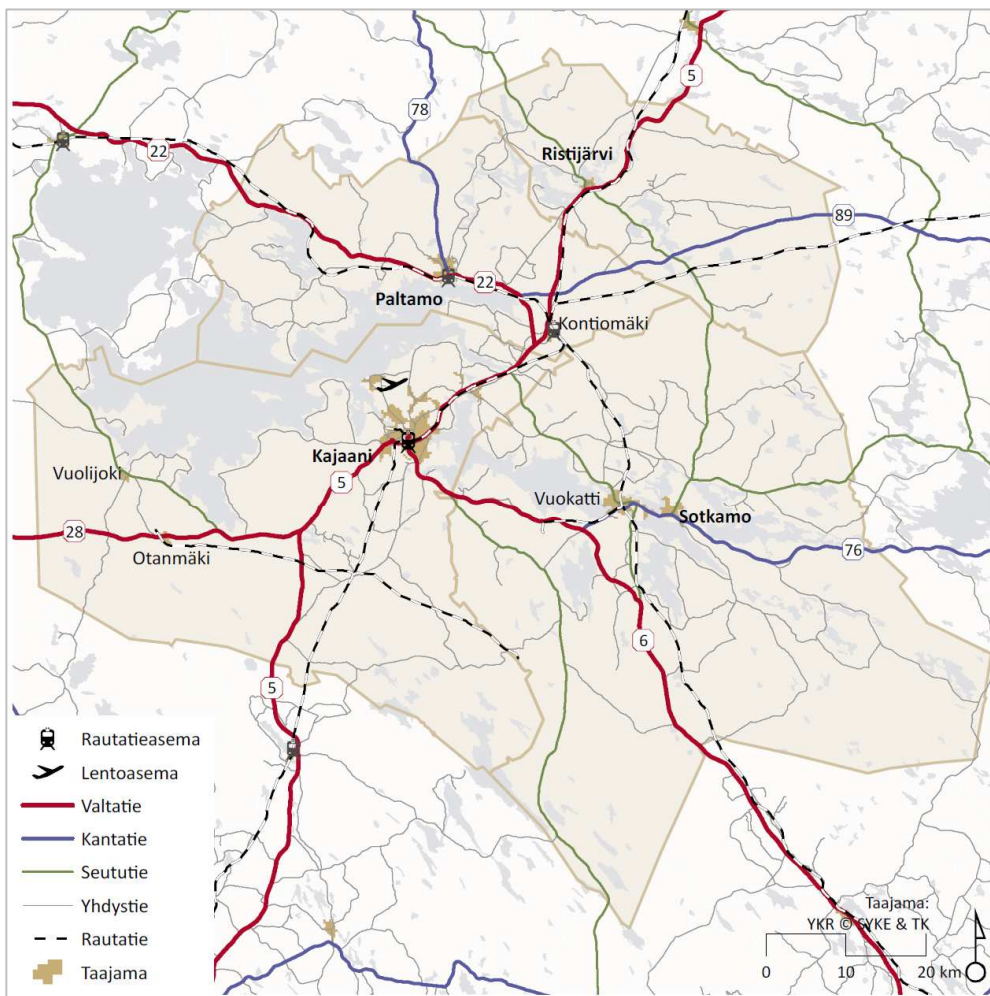 5
78
22
Ristijärvi
89
22
Paltamo
Kontiomäki
Kajaani
Vuolijoki
5
Vuokatti
Sotkamo
28
Otanmäki
76
6
5
Rautatieasema
Lentoasema
Valtatie
Kantatie
Seututie
Yhdystie
Rautatie
Taajama
Taajama:
YKR © SYKE & TK
0 10 20 km